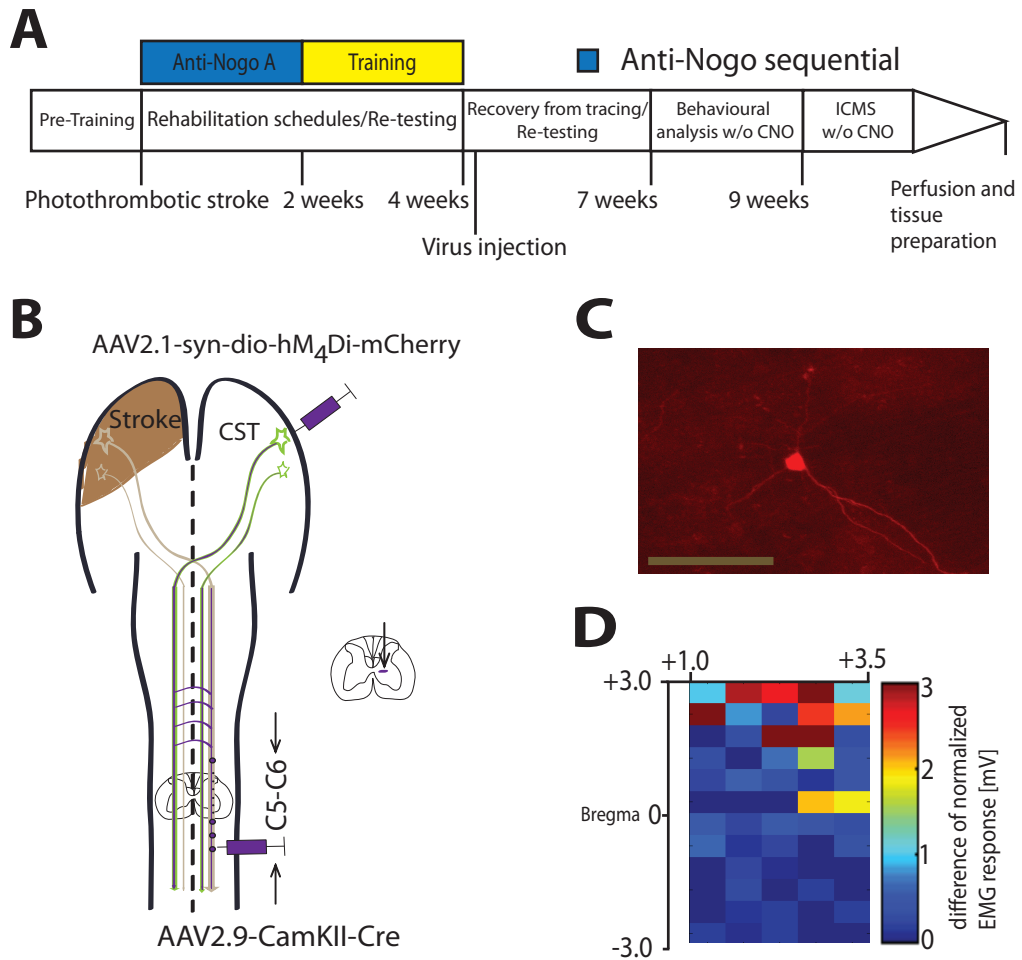 A
Anti-Nogo A
Training
Anti-Nogo sequential
Pre-Training
Rehabilitation schedules/Re-testing
Recovery from tracing/
Re-testing
Behavioural
analysis w/o CNO
ICMS
w/o CNO
Photothrombotic stroke
2 weeks
4 weeks
7 weeks
9 weeks
Virus injection
Perfusion and
tissue
preparation
B
AAV2.1-syn-dio-hM4Di-mCherry
Stroke
CST
C5-C6
AAV2.9-CamKII-Cre
C
D
+1.0
+3.5
+3.0
Bregma 0
-3.0
3
2
1
0
difference of normalized
EMG response [mV]